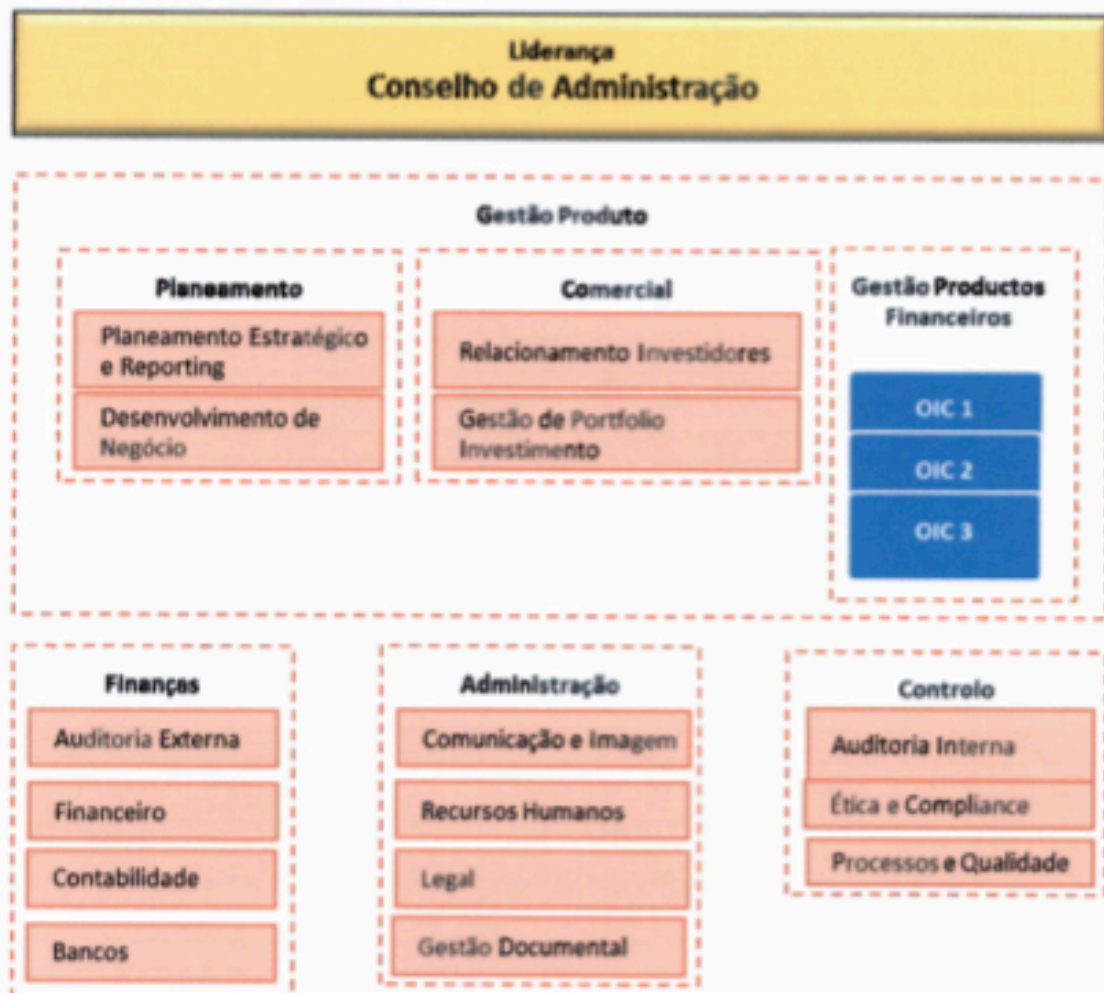 Liderança
Conselho de Administração
Gestão Produto
Planeamento
Planeamento Estratégico
e Reporting
Desenvolvimento de
Negócio
Comercial
Relacionamento Investidores
Gestão de Portfolio
Investimento
Gestão Productos
Financeiros
OIC 1
OIC 2
OIC 3
Finanças
Auditoria Externa
Financeiro
Contabilidade
Bancos
Administração
Comunicação e Imagem
Recursos Humanos
Legal
Gestão Documental
Controlo
Auditoria Interna
Ética e Compliance
Processos e Qualidade